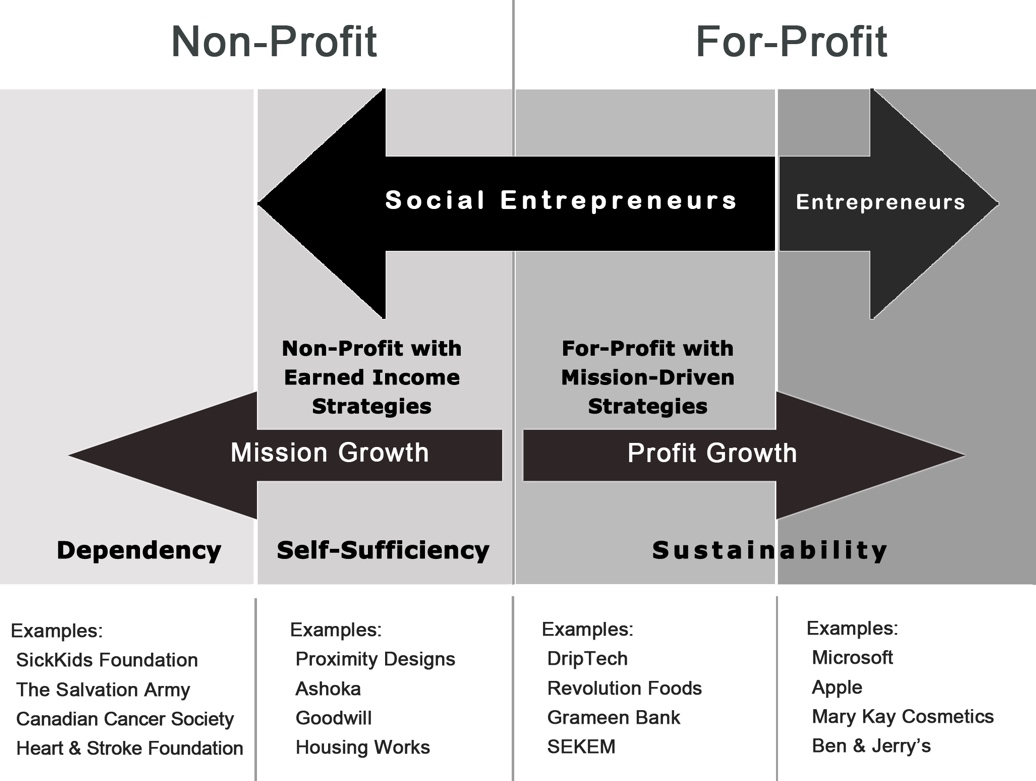 Non-Profit
For-Profit
Social Entrepreneurs
Entrepreneurs
Non-Profit with
Earned Income
Strategies
For-Profit with
Mission-Driven
Strategies
Mission Growth
Profit Growth
Dependency
Self-Sufficiency
Sustainability
Examples:
SickKids Foundation
The Salvation Army
Canadian Cancer Society
Heart & Stroke Foundation
Examples:
Proximity Designs
Ashoka
Goodwill
Housing Works
Examples:
DripTech
Revolution Foods
Grameen Bank
SEKEM
Examples:
Microsoft
Apple
Mary Kay Cosmetics
Ben & Jerry’s